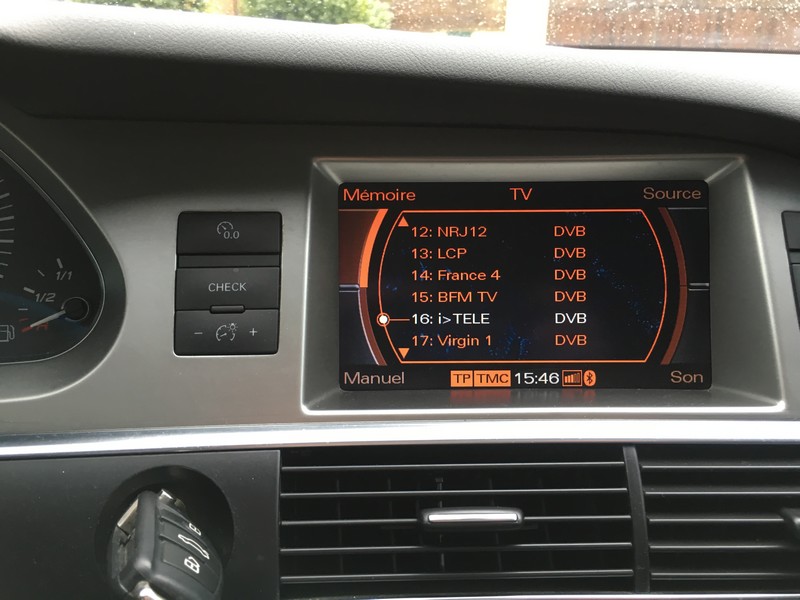 Mémoire TV Source
12: NRJ12 DVB
13: LCP DVB
14: France 4 DVB
15: BFM TV DVB
16: i>TELE DVB
17: Virgin 1 DVB
Manuel TP TMC 15:46 Son
0.0
CHECK
- +
1/1
1/2